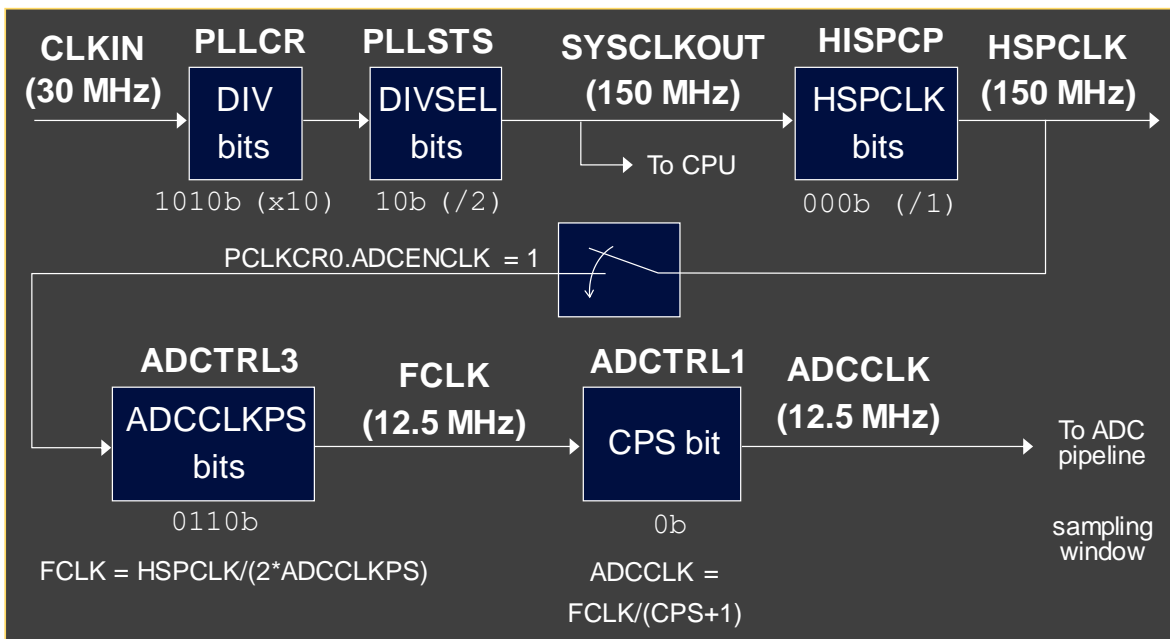 CLKIN
(30 MHz)
PLLCR
DIV
bits
1010b (x10)
PLLSTS
DIVSEL
bits
10b (/2)
SYSCLKOUT
(150 MHz)
To CPU
HISPCP
HSPCLK
bits
000b (/1)
HSPCLK
(150 MHz)
PCLKCR0.ADCENCLK = 1
ADCTRL3
ADCCLKPS
bits
0110b
FCLK = HSPCLK/(2*ADCCLKPS)
FCLK
(12.5 MHz)
ADCTRL1
CPS bit
0b
ADCCLK =
FCLK/(CPS+1)
ADCCLK
(12.5 MHz)
To ADC
pipeline
sampling
window